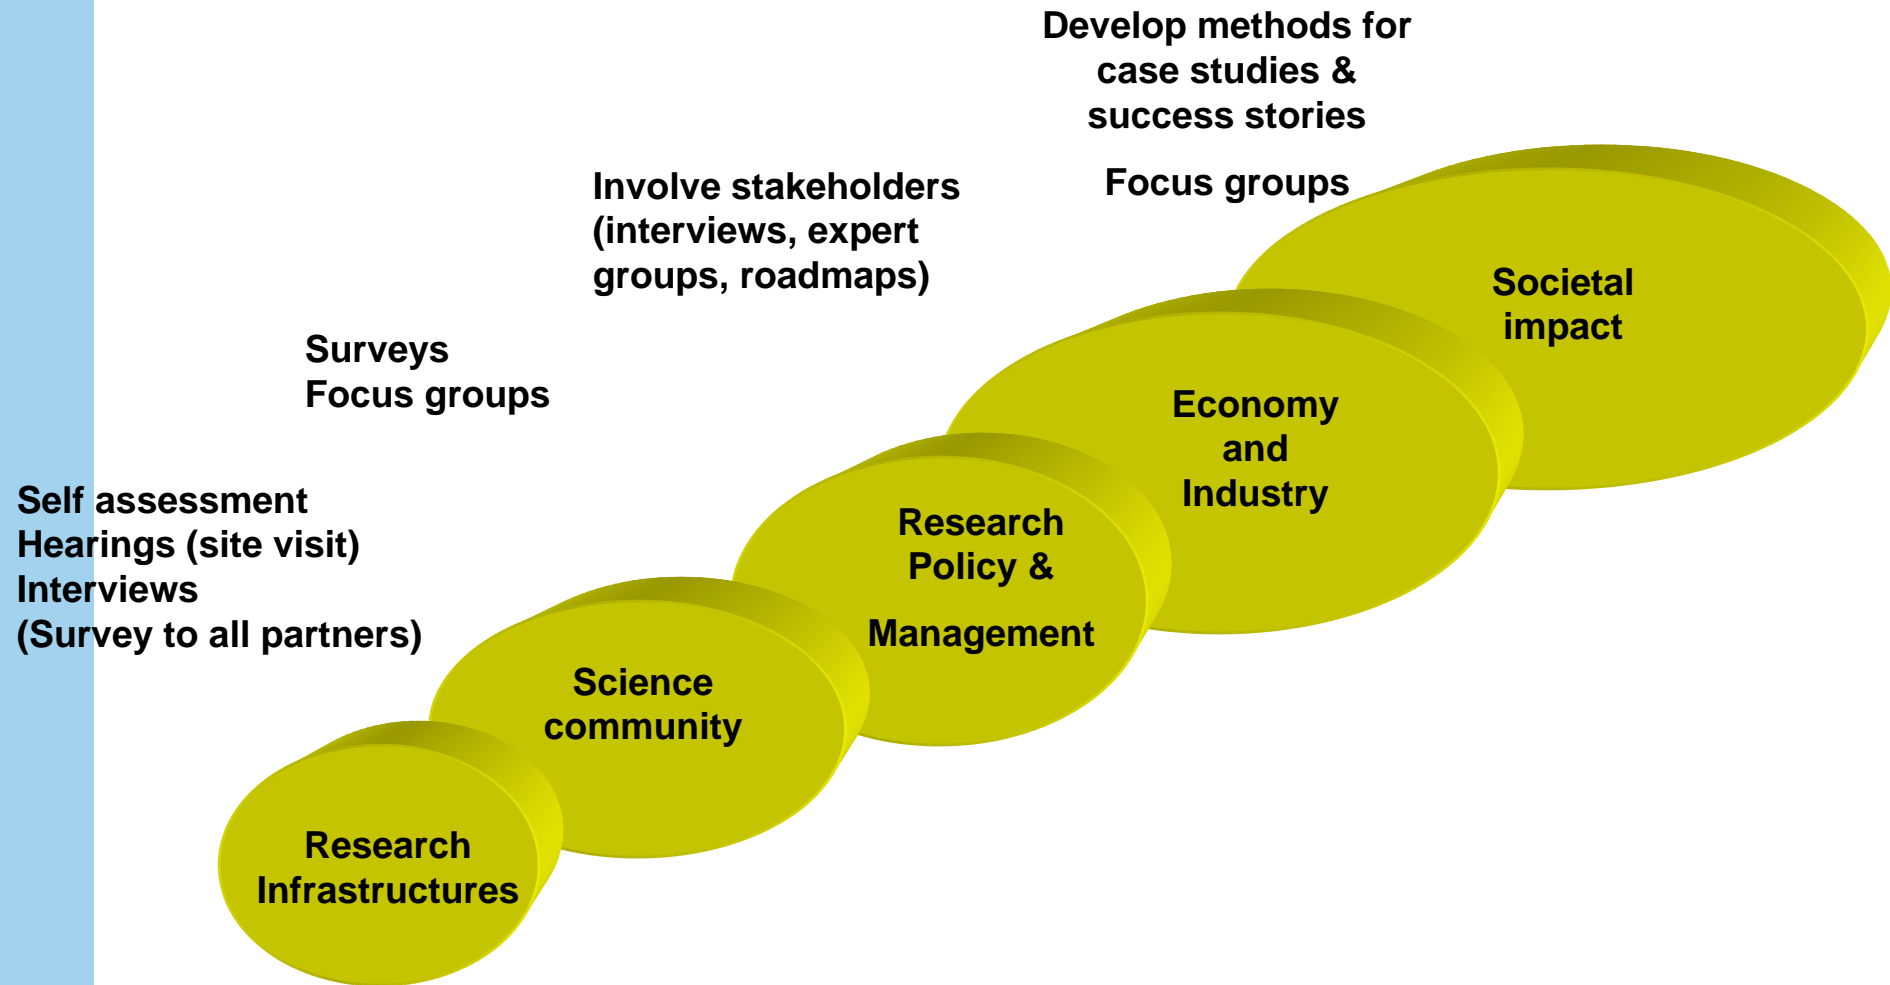 Develop methods for
case studies &
success stories
Focus groups
Involve stakeholders
(interviews, expert
groups, roadmaps)
Surveys
Focus groups
Self assessment
Hearings (site visit)
Interviews
(Survey to all partners)
Societal
impact
Economy
and
Industry
Research
Policy &
Management
Science
community
Research
Infrastructures